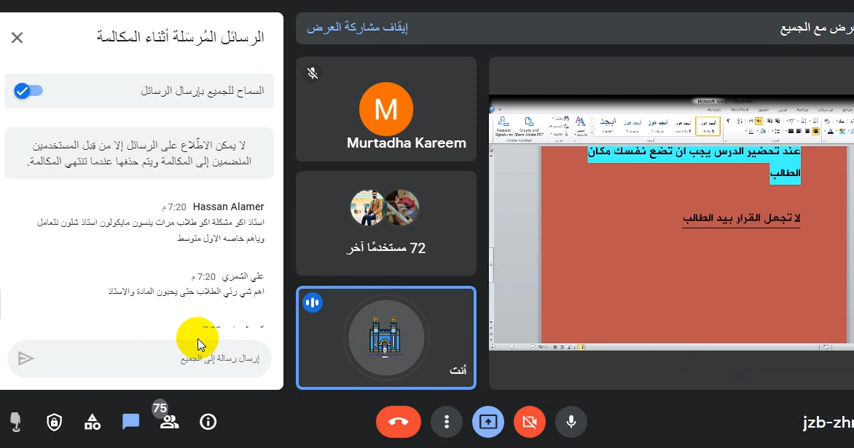 الرسائل المُرسَلة أثناء المكالمة
السماح للجميع بإرسال الرسائل
لا يمكن الاطّلاع على الرسائل إلا من قِبل المستخدمين
المنضمين إلى المكالمة ويتم حذفها عندما تنتهي المكالمة.
Hassan Alamer 7:20 م
استاذ اكو مشكلة اكو طلاب مرات ينسون مايكولون استاذ شلون نتعامل
وياهم خاصه الاول متوسط
علي الشمري 7:20 م
اهم شي رئي الطلاب حتى يحبون المادة والاستاذ
إرسال رسالة إلى الجميع
إيقاف مشاركة العرض
مع الجميع
M
Murtadha Kareem
72 مستخدمًا آخر
أنت
عند تحضير الدرس يجب ان تضع نفسك مكان
الطالب
لا تجعل القرار بيد الطالب
75
jzb-zh